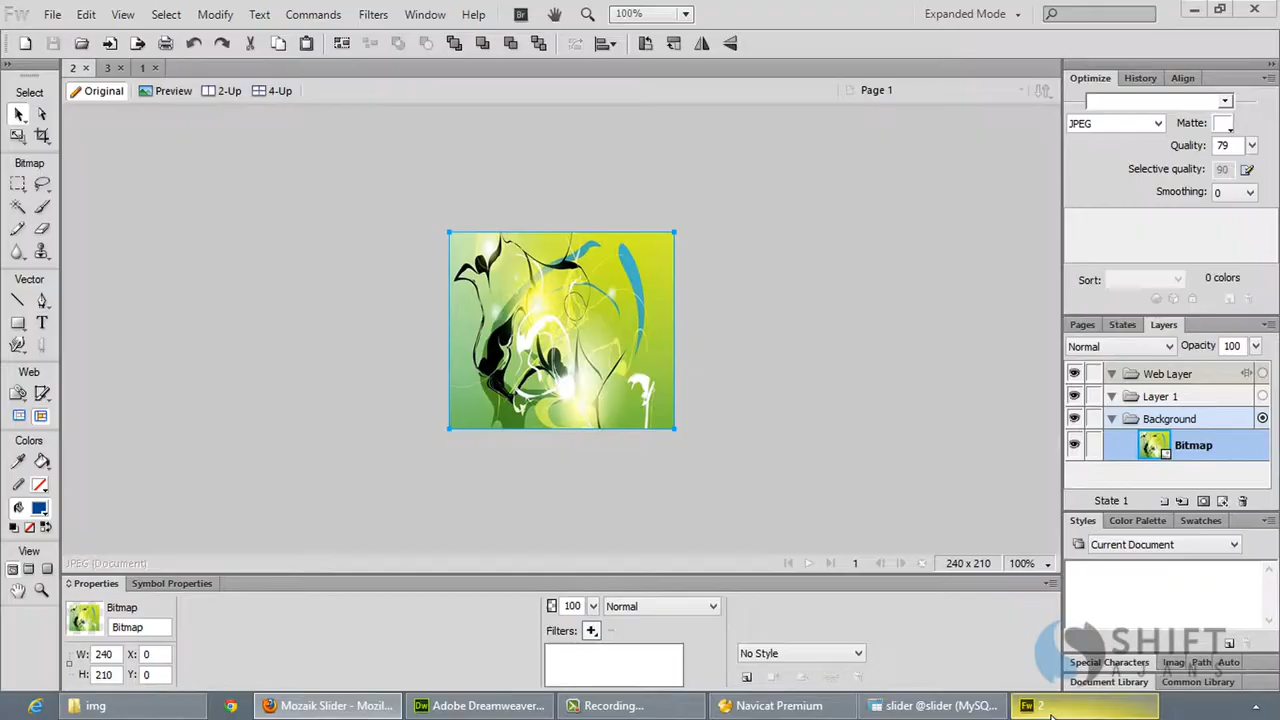 Fw File Edit View Select Modify Text Commands Filters Window Help Br 100% Expanded Mode
2 3 1
Original Preview 2-Up 4-Up Page 1
Select
Bitmap
Vector
Web
Colors
View
Optimize History Align
JPEG Matte:
Quality: 79
Selective quality: 90
Smoothing: 0
Sort: 0 colors
Pages States Layers
Normal Opacity 100
Web Layer
Layer 1
Background
Bitmap
State 1
Styles Color Palette Swatches
Current Document
JPEG (Document) 1 240 x 210 100%
Properties Symbol Properties
Bitmap
Bitmap
W: 240 X: 0
H: 210 Y: 0
100 Normal
Filters:
No Style
SHIFT
AJANS
Special Characters Imag Path Auto
Document Library Common Library
img Mozaik Slider - Mozil... Dw Adobe Dreamweaver... Recording... Navicat Premium slider @slider (MySQ... Fw 2